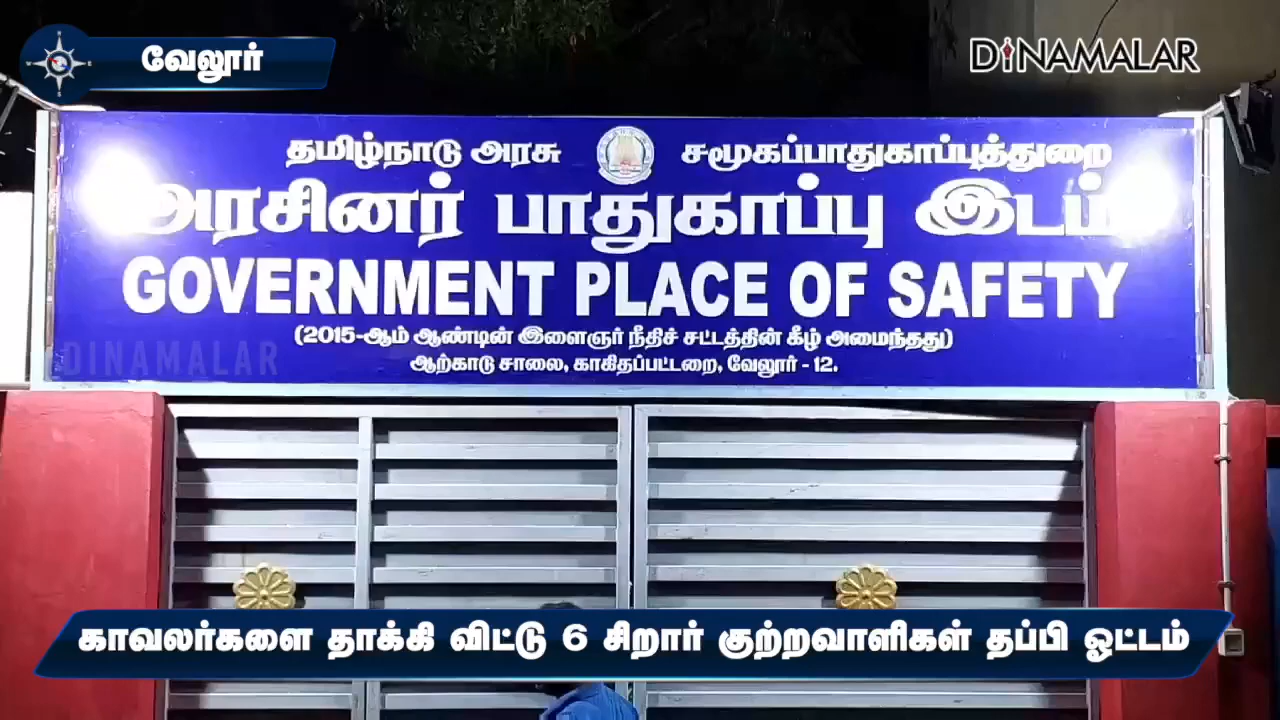 வேலூர்
DINAMALAR
தமிழ்நாடு அரசு சமூகப்பாதுகாப்புத்துறை
அரசினர் பாதுகாப்பு இடம்
GOVERNMENT PLACE OF SAFETY
(2015-ஆம் ஆண்டின் இளைஞர் நீதிச் சட்டத்தின் கீழ் அமைந்தது)
DINAMALAR
ஆற்காடு சாலை, காகிதப்பட்டறை, வேலூர் - 12.
காவலர்களை தாக்கி விட்டு 6 சிறார் குற்றவாளிகள் தப்பி ஓட்டம்